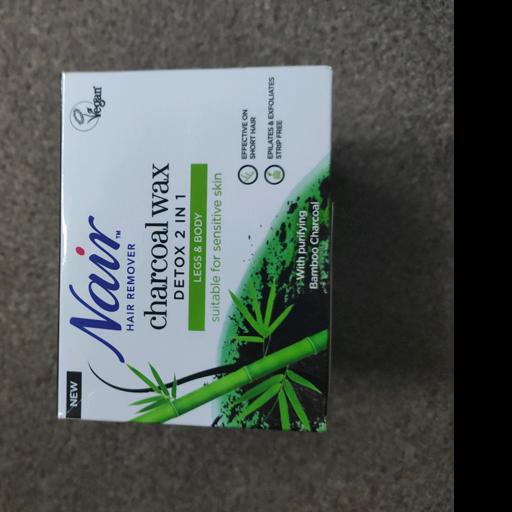 NEW
Vegan
Nair™
HAIR REMOVER
charcoal wax
DETOX 2 IN 1
LEGS & BODY
suitable for sensitive skin
EFFECTIVE ON
SHORT HAIR
EPILATES & EXFOLIATES
STRIP FREE
With purifying
Bamboo Charcoal